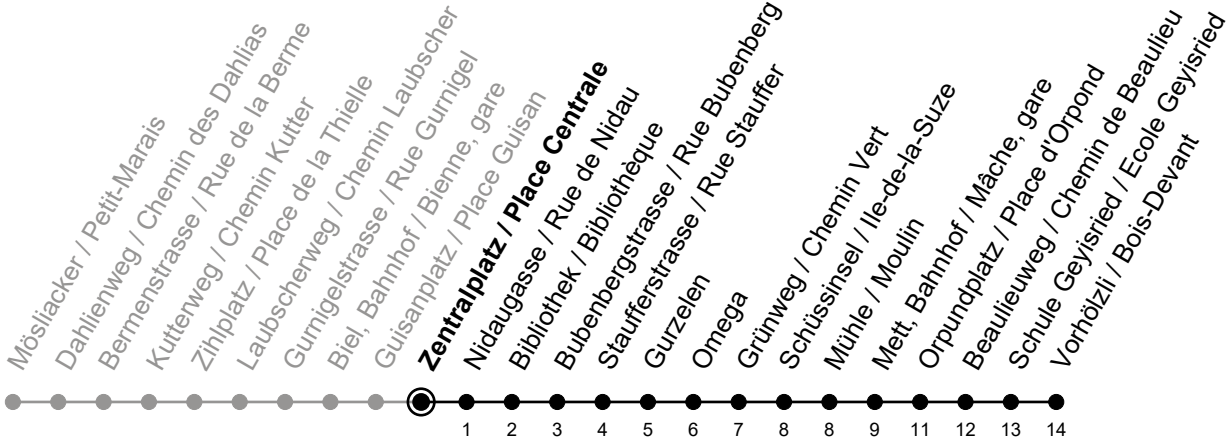 Mösliacker / Petit-Marais
Dahlienweg / Chemin des Dahlias
Bermenstrasse / Rue de la Berme
Kutterweg / Chemin Kutter
Zihlplatz / Place de la Thielle
Laubscherweg / Chemin Laubscher
Gurnigelstrasse / Rue Gurnigel
Biel, Bahnhof / Bienne, gare
Guisanplatz / Place Guisan
Zentralplatz / Place Centrale
Nidaugasse / Rue de Nidau
Bibliothek / Bibliothèque
Bubenbergstrasse / Rue Bubenberg
Staufferstrasse / Rue Stauffer
Gurzelen
Omega
Grünweg / Chemin Vert
Schüssinsel / Ile-de-la-Suze
Mühle / Moulin
Mett, Bahnhof / Mâche, gare
Orpundplatz / Place d'Orpond
Beaulieuweg / Chemin de Beaulieu
Schule Geyisried / Ecole Geyisried
Vorhölzli / Bois-Devant
1 2 3 4 5 6 7 8 8 9 11 12 13 14